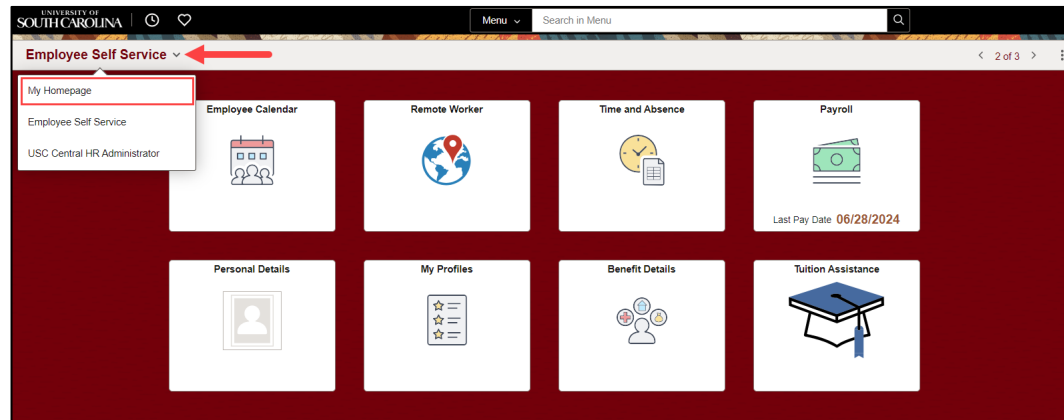 UNIVERSITY OF
SOUTH CAROLINA
Menu
Search in Menu
Employee Self Service
2 of 3
My Homepage
Employee Self Service
USC Central HR Administrator
Employee Calendar
Remote Worker
Time and Absence
Payroll
Last Pay Date 06/28/2024
Personal Details
My Profiles
Benefit Details
Tuition Assistance